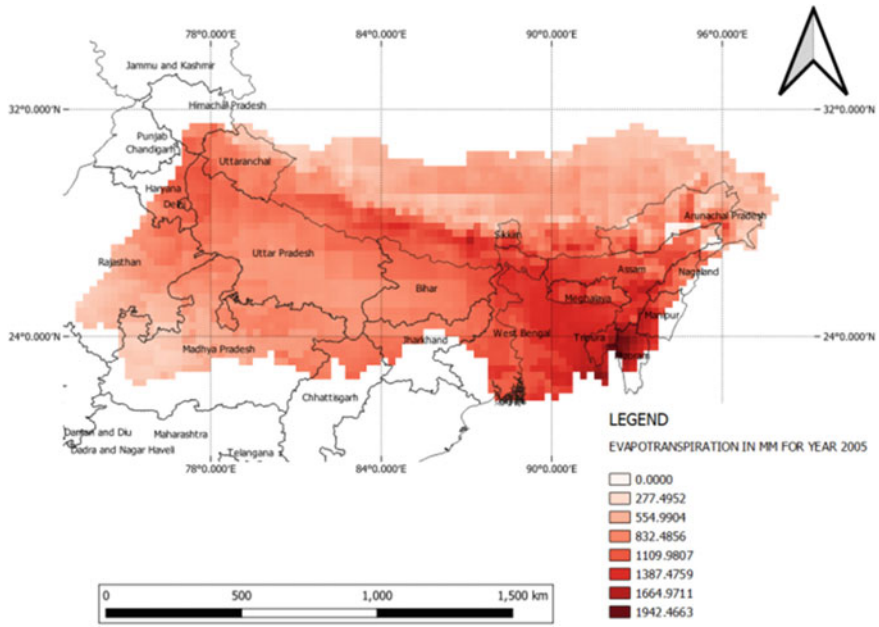 78°0.000'E 84°0.000'E 90°0.000'E 96°0.000'E
Jammu and Kashmir
32°0.000'N 32°0.000'N
Himachal Pradesh
Punjab
Chandigarh
Uttaranchal
Haryana
Delhi
Arunachal Pradesh
Sikkim
Uttar Pradesh
Rajasthan
Assam
Nagaland
Bihar
Meghalaya
Manipur
24°0.000'N 24°0.000'N
West Bengal
Tripura
Jharkhand
Madhya Pradesh
Mizoram
Chhattisgarh
Daman and Diu
Maharashtra
Dadra and Nagar Haveli
Telangana
78°0.000'E 84°0.000'E 90°0.000'E
LEGEND
EVAPOTRANSPIRATION IN MM FOR YEAR 2005
0.0000
277.4952
554.9904
832.4856
1109.9807
1387.4759
1664.9711
1942.4663
0 500 1,000 1,500 km